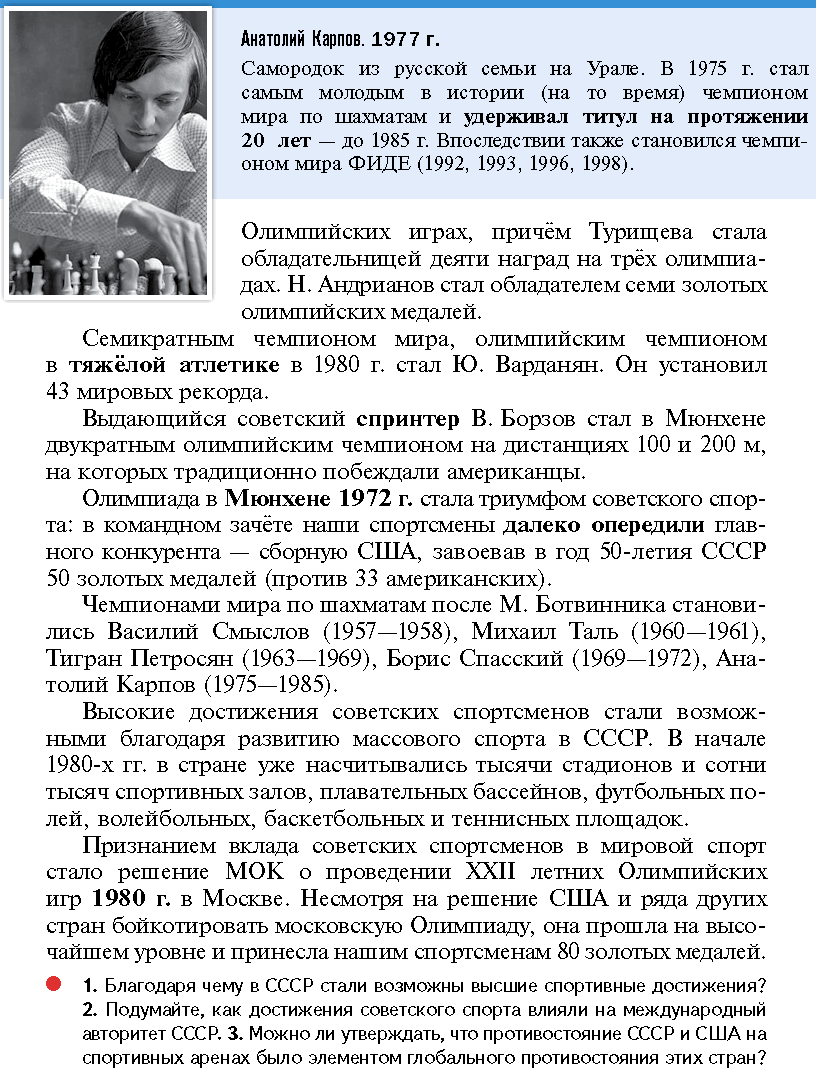 Анатолий Карпов. 1977 г.
Самородок из русской семьи на Урале. В 1975 г. стал
самым молодым в истории (на то время) чемпионом
мира по шахматам и удерживал титул на протяжении
20 лет — до 1985 г. Впоследствии также становился чемпи-
оном мира ФИДЕ (1992, 1993, 1996, 1998).
Олимпийских играх, причём Турищева стала
обладательницей деяти наград на трёх олимпиа-
дах. Н. Андрианов стал обладателем семи золотых
олимпийских медалей.
Семикратным чемпионом мира, олимпийским чемпионом
в тяжёлой атлетике в 1980 г. стал Ю. Варданян. Он установил
43 мировых рекорда.
Выдающийся советский спринтер В. Борзов стал в Мюнхене
двукратным олимпийским чемпионом на дистанциях 100 и 200 м,
на которых традиционно побеждали американцы.
Олимпиада в Мюнхене 1972 г. стала триумфом советского спор-
та: в командном зачёте наши спортсмены далеко опередили глав-
ного конкурента — сборную США, завоевав в год 50-летия СССР
50 золотых медалей (против 33 американских).
Чемпионами мира по шахматам после М. Ботвинника станови-
лись Василий Смыслов (1957—1958), Михаил Таль (1960—1961),
Тигран Петросян (1963—1969), Борис Спасский (1969—1972), Ана-
толий Карпов (1975—1985).
Высокие достижения советских спортсменов стали возмож-
ными благодаря развитию массового спорта в СССР. В начале
1980-х гг. в стране уже насчитывались тысячи стадионов и сотни
тысяч спортивных залов, плавательных бассейнов, футбольных по-
лей, волейбольных, баскетбольных и теннисных площадок.
Признанием вклада советских спортсменов в мировой спорт
стало решение МОК о проведении XXII летних Олимпийских
игр 1980 г. в Москве. Несмотря на решение США и ряда других
стран бойкотировать московскую Олимпиаду, она прошла на высо-
чайшем уровне и принесла нашим спортсменам 80 золотых медалей.
1. Благодаря чему в СССР стали возможны высшие спортивные достижения?
2. Подумайте, как достижения советского спорта влияли на международный
авторитет СССР. 3. Можно ли утверждать, что противостояние СССР и США на
спортивных аренах было элементом глобального противостояния этих стран?